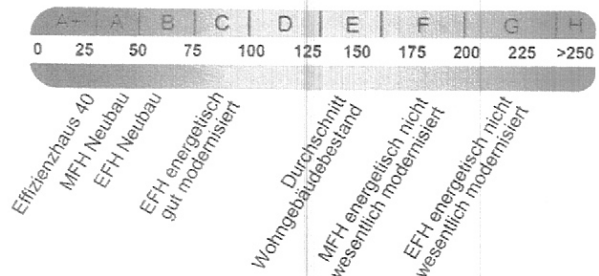 A+ A B C D E F G H
0 25 50 75 100 125 150 175 200 225 >250
Effizienzhaus 40
MFH Neubau
EFH Neubau
EFH energetisch
gut modernisiert
Durchschnitt
Wohngebäudebestand
MFH energetisch nicht
wesentlich modernisiert
EFH energetisch nicht
wesentlich modernisiert